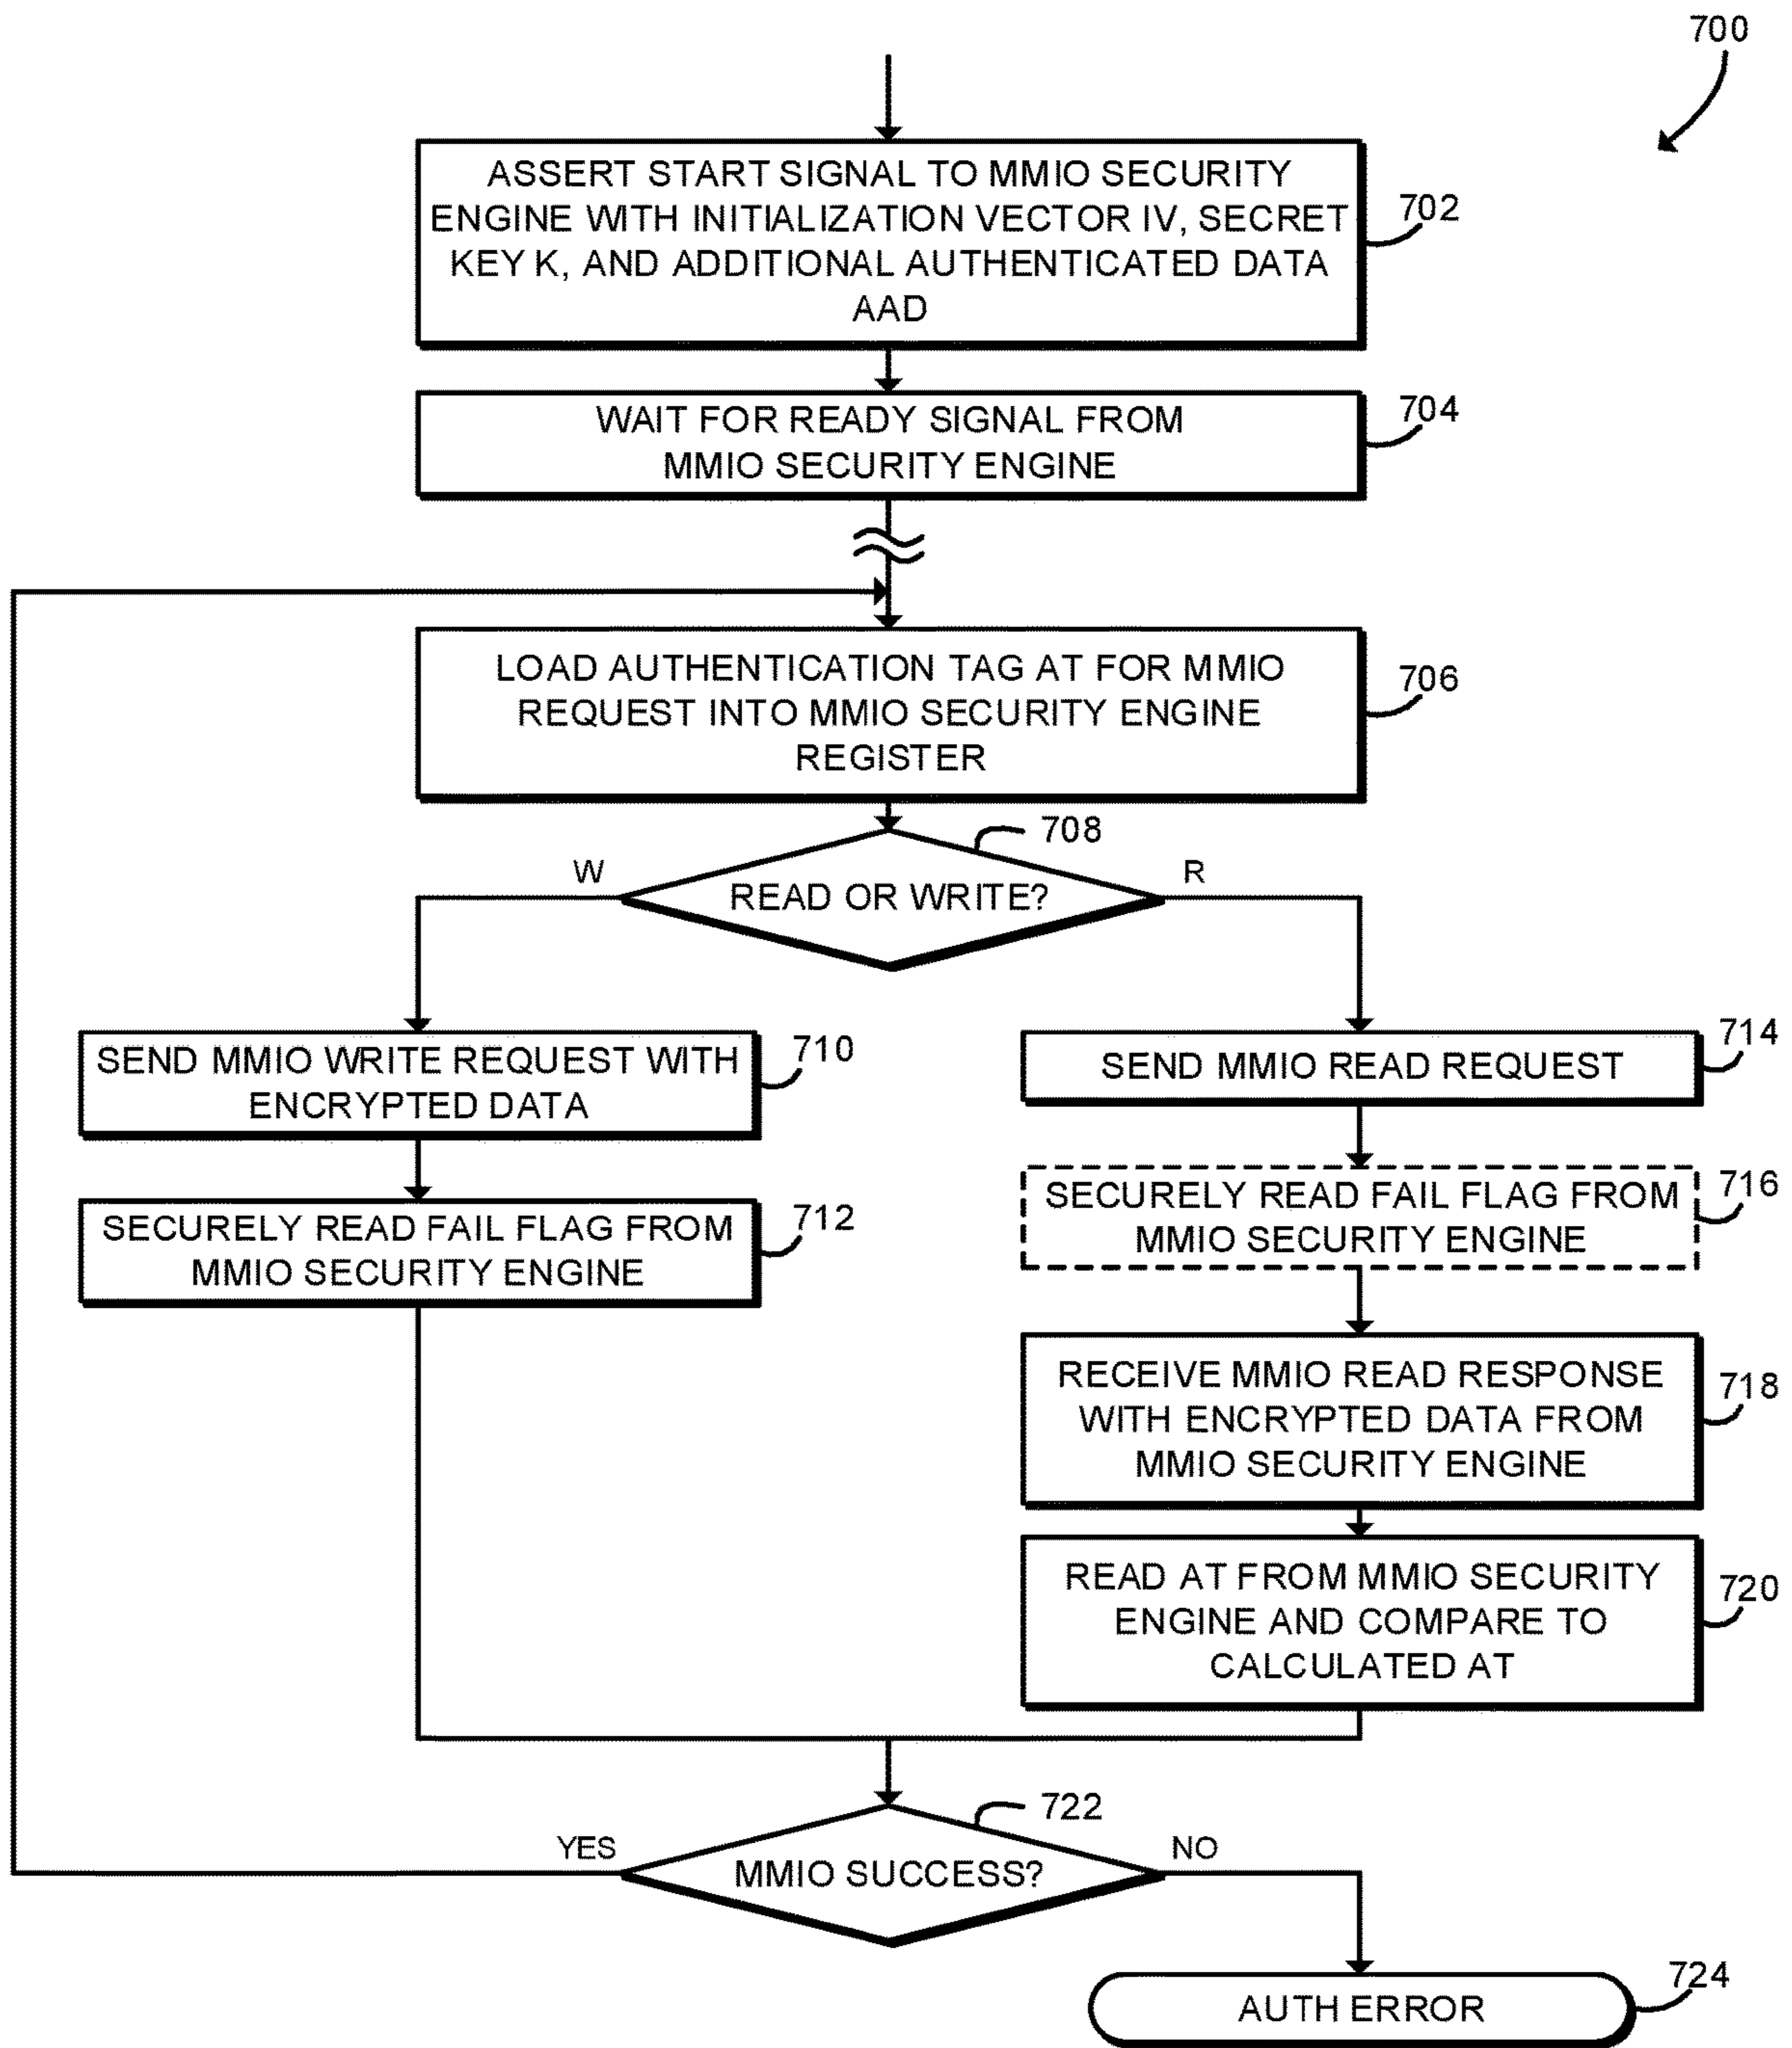 700
ASSERT START SIGNAL TO MMIO SECURITY
ENGINE WITH INITIALIZATION VECTOR IV, SECRET
KEY K, AND ADDITIONAL AUTHENTICATED DATA
AAD
702
WAIT FOR READY SIGNAL FROM
MMIO SECURITY ENGINE
704
LOAD AUTHENTICATION TAG AT FOR MMIO
REQUEST INTO MMIO SECURITY ENGINE
REGISTER
706
708
READ OR WRITE?
W
R
SEND MMIO WRITE REQUEST WITH
ENCRYPTED DATA
710
SECURELY READ FAIL FLAG FROM
MMIO SECURITY ENGINE
712
SEND MMIO READ REQUEST
714
SECURELY READ FAIL FLAG FROM
MMIO SECURITY ENGINE
716
RECEIVE MMIO READ RESPONSE
WITH ENCRYPTED DATA FROM
MMIO SECURITY ENGINE
718
READ AT FROM MMIO SECURITY
ENGINE AND COMPARE TO
CALCULATED AT
720
722
MMIO SUCCESS?
YES
NO
AUTH ERROR
724